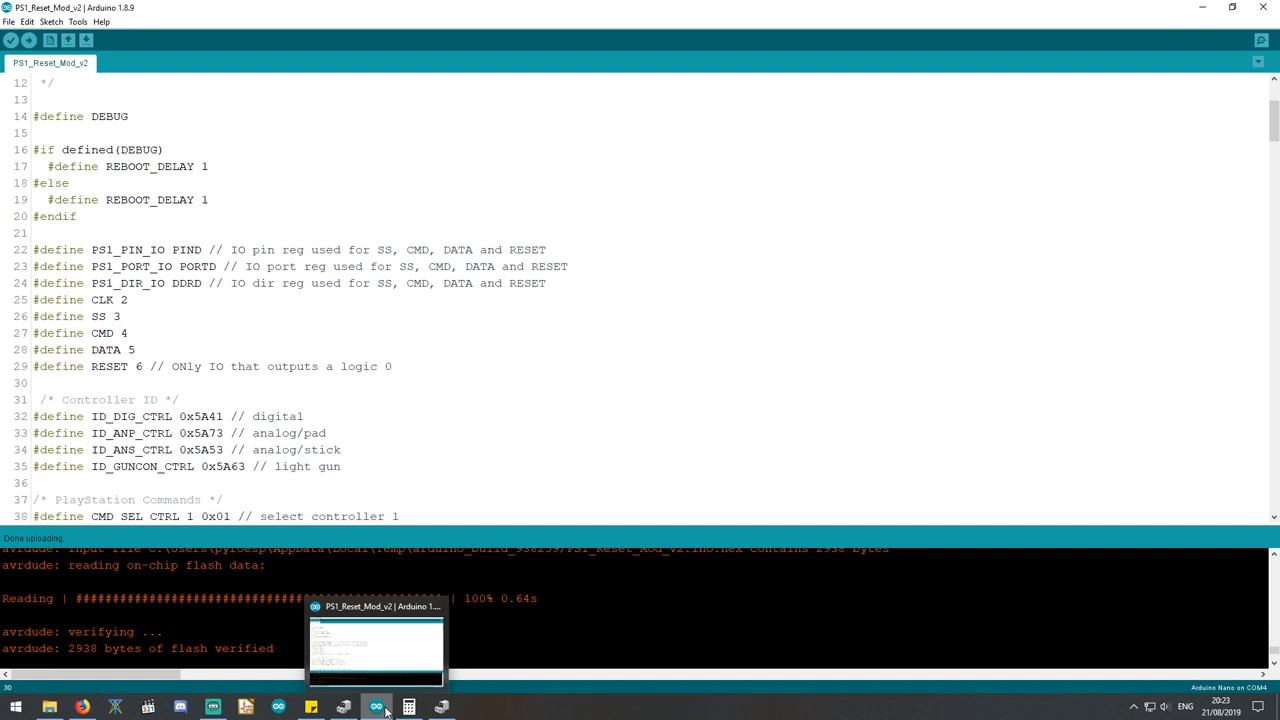 PS1_Reset_Mod_v2 | Arduino 1.8.9
File Edit Sketch Tools Help
PS1_Reset_Mod_v2
12 */
13
14 #define DEBUG
15
16 #if defined(DEBUG)
17 #define REBOOT_DELAY 1
18 #else
19 #define REBOOT_DELAY 1
20 #endif
21
22 #define PS1_PIN_IO PIND // IO pin reg used for SS, CMD, DATA and RESET
23 #define PS1_PORT_IO PORTD // IO port reg used for SS, CMD, DATA and RESET
24 #define PS1_DIR_IO DDRD // IO dir reg used for SS, CMD, DATA and RESET
25 #define CLK 2
26 #define SS 3
27 #define CMD 4
28 #define DATA 5
29 #define RESET 6 // ONly IO that outputs a logic 0
30
31 /* Controller ID */
32 #define ID_DIG_CTRL 0x5A41 // digital
33 #define ID_ANP_CTRL 0x5A73 // analog/pad
34 #define ID_ANS_CTRL 0x5A53 // analog/stick
35 #define ID_GUNCON_CTRL 0x5A63 // light gun
36
37 /* PlayStation Commands */
38 #define CMD_SEL_CTRL_1 0x01 // select controller 1
Done uploading.
avrdude: input file C:\Users\pyroesp\AppData\Local\Temp\arduino_build_938259/PS1_Reset_Mod_v2.ino.hex contains 2938 bytes
avrdude: reading on-chip flash data:
Reading | ################################################## | 100% 0.64s
avrdude: verifying ...
avrdude: 2938 bytes of flash verified
PS1_Reset_Mod_v2 | Arduino 1....
30
Arduino Nano on COM4
ENG
20:23
21/08/2019